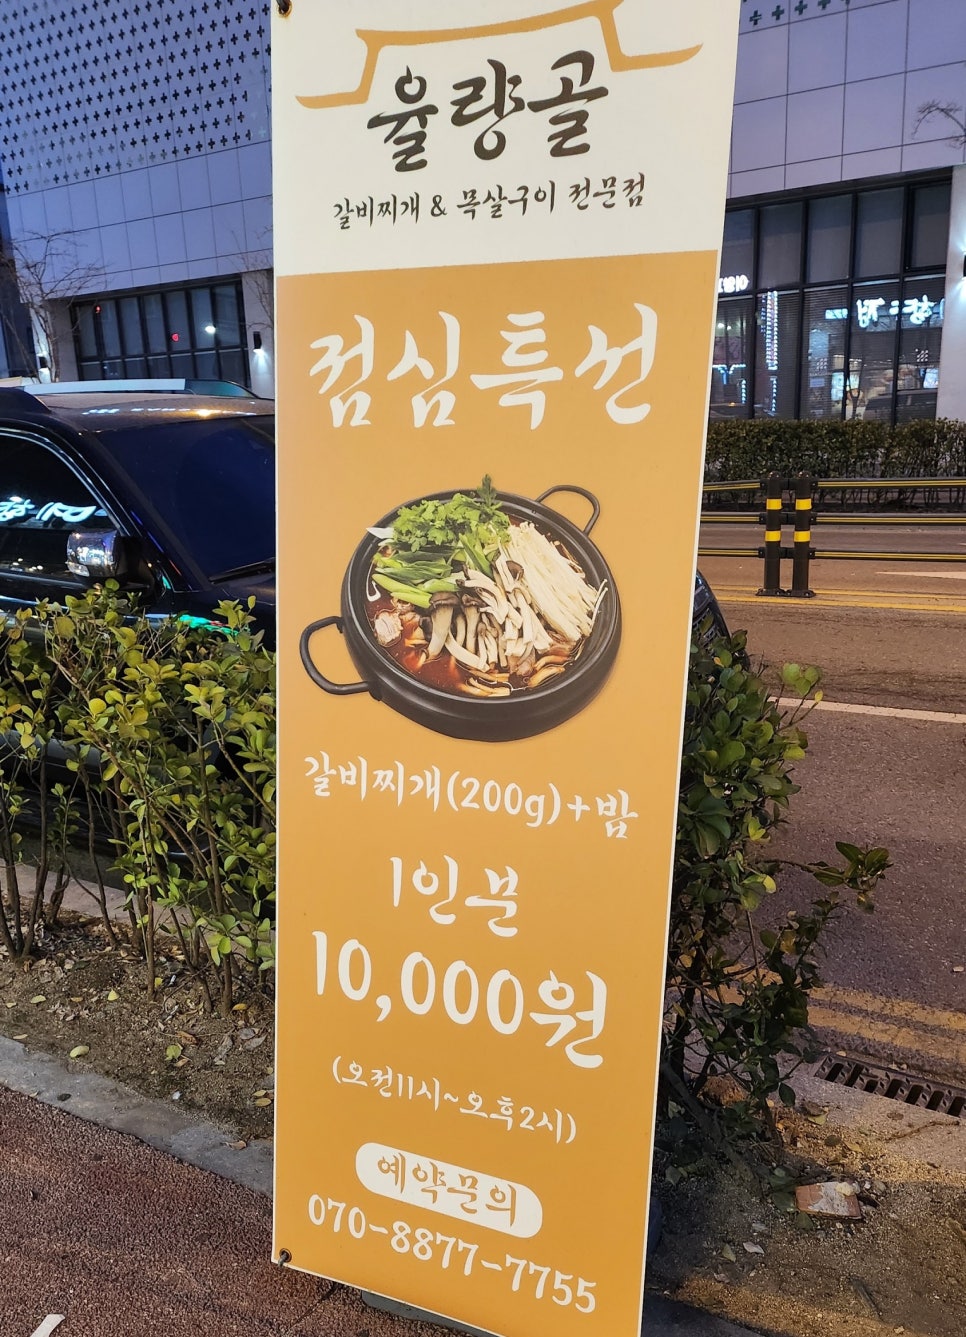 율량골
갈비찌개 & 목살구이 전문점
점심특선
갈비찌개(200g)+밥
1인분
10,000원
(오전11시~오후2시)
예약문의
070-8877-7755